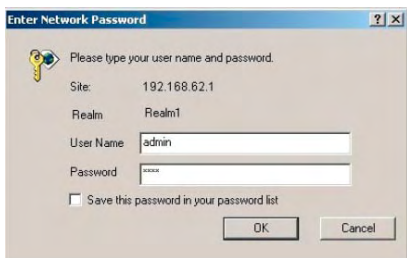 Enter Network Password
Please type your user name and password.
Site: 192.168.62.1
Realm Realm1
User Name admin
Password xxxx
Save this password in your password list
OK Cancel